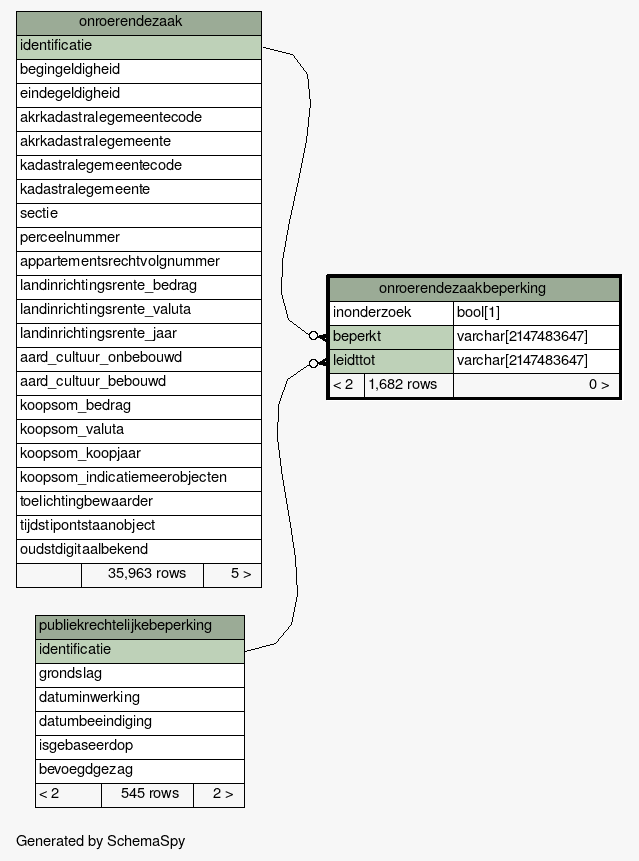 onroerendezaak
identificatie
begingeldigheid
eindegeldigheid
akrkadastralegemeentecode
akrkadastralegemeente
kadastralegemeentecode
kadastralegemeente
sectie
perceelnummer
appartementsrechtvolgnummer
landinrichtingsrente_bedrag
landinrichtingsrente_valuta
landinrichtingsrente_jaar
aard_cultuur_onbebouwd
aard_cultuur_bebouwd
koopsom_bedrag
koopsom_valuta
koopsom_koopjaar
koopsom_indicatiemeerobjecten
toelichtingbewaarder
tijdstipontstaanobject
oudstdigitaalbekend
35,963 rows 5 >
onroerendezaakbeperking
inonderzoek bool[1]
beperkt varchar[2147483647]
leidttot varchar[2147483647]
< 2 1,682 rows 0 >
publiekrechtelijkebeperking
identificatie
grondslag
datuminwerking
datumbeeindiging
isgebaseerdop
bevoegdgezag
< 2 545 rows 2 >
Generated by SchemaSpy